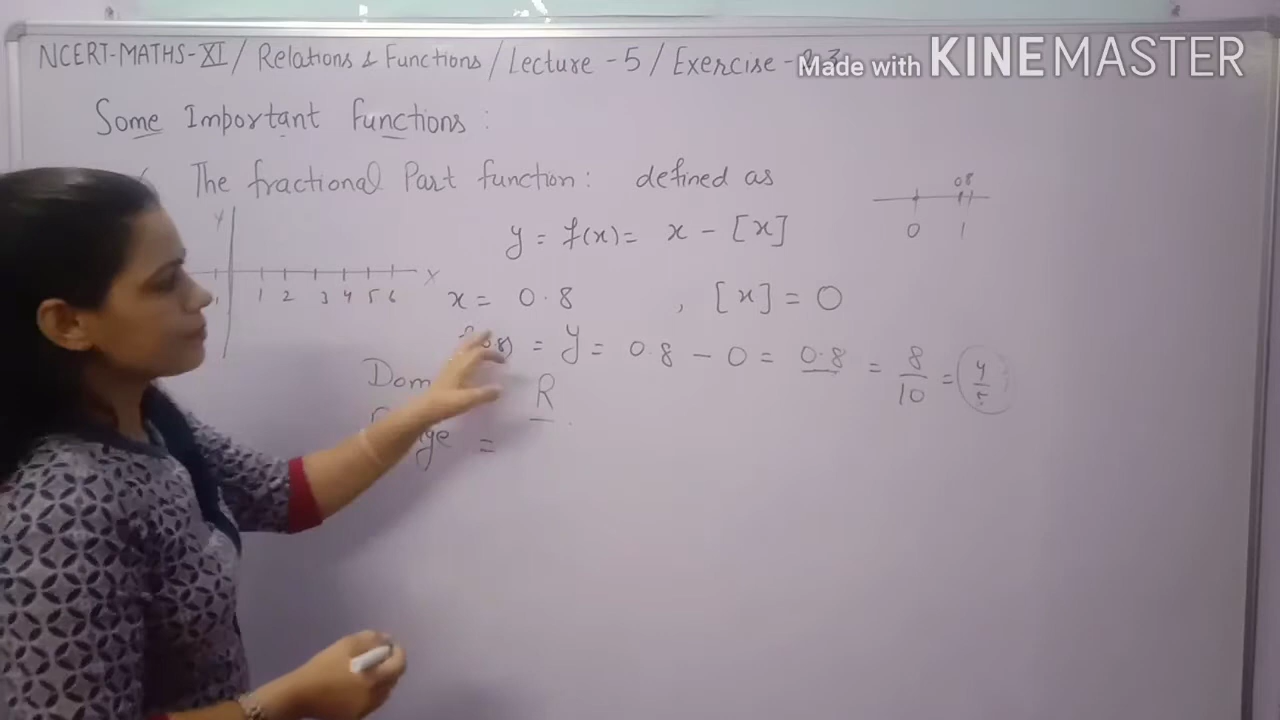 NCERT-MATHS-XI / Relations & Functions / Lecture - 5 / Exercise -
Made with KINEMASTER
Some Important Functions :
The fractional Part function : defined as
y = f(x) = x - [x]
0.8
0 1
Y
X
1 2 3 4 5 6
x = 0.8 , [x] = 0
= y = 0.8 - 0 = 0.8 = 8/10 = 4/5
R
=